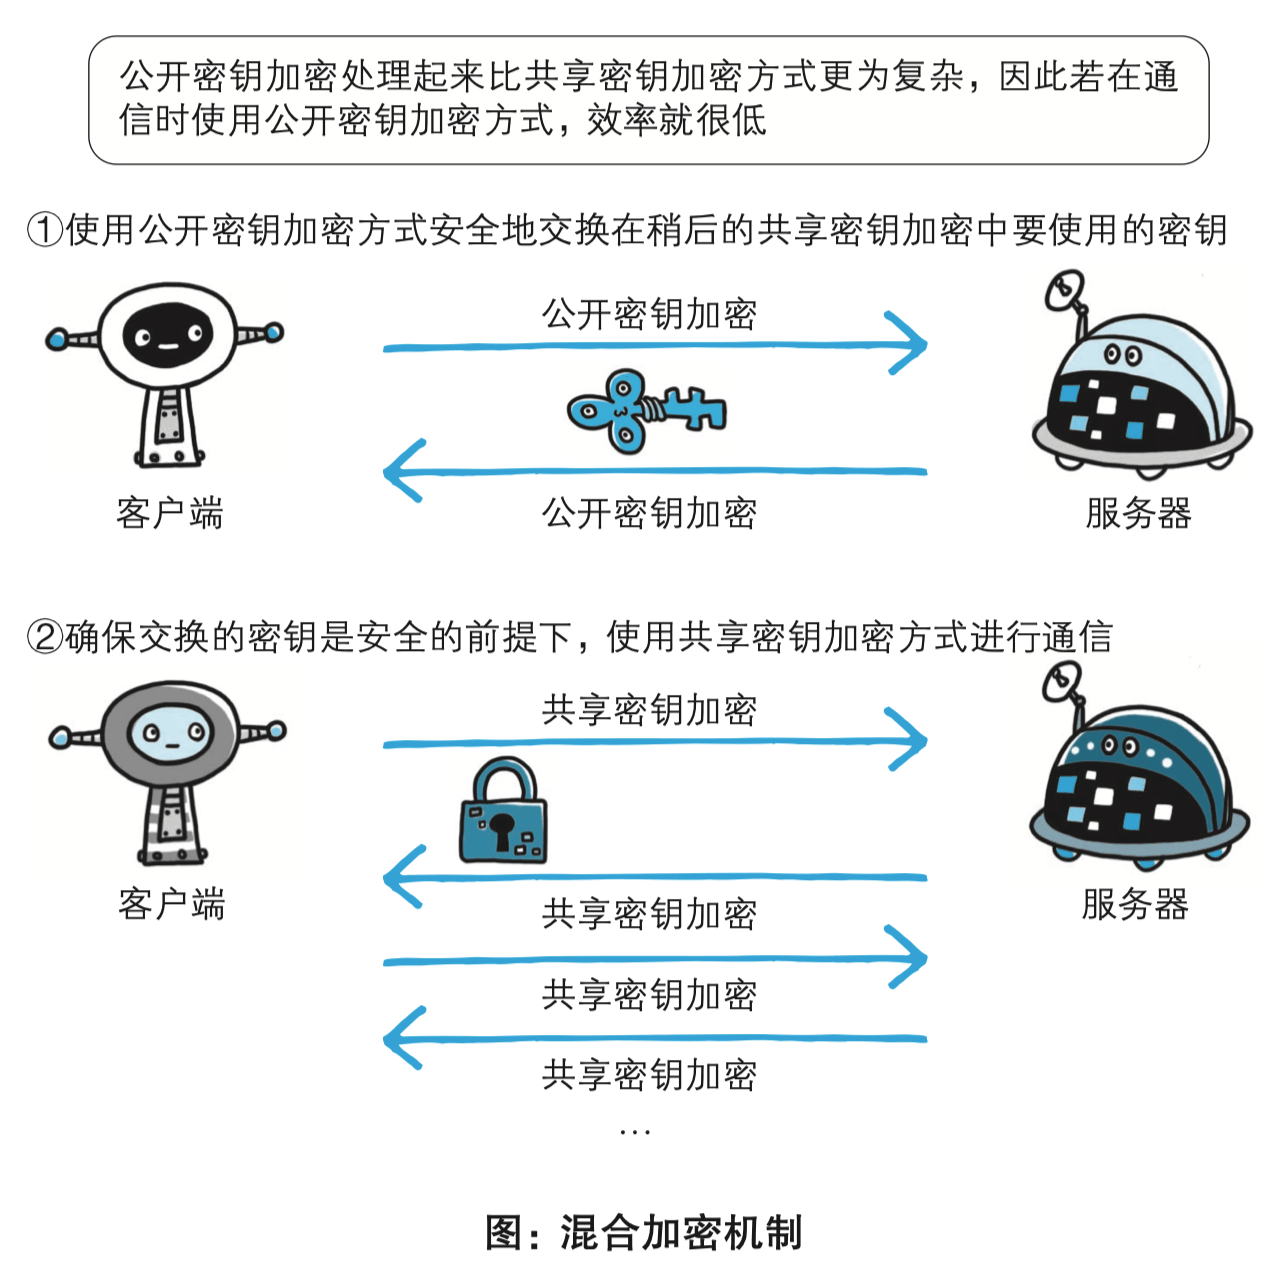 公开密钥加密处理起来比共享密钥加密方式更为复杂，因此若在通
信时使用公开密钥加密方式，效率就很低
①使用公开密钥加密方式安全地交换在稍后的共享密钥加密中要使用的密钥
公开密钥加密
公开密钥加密
客户端
服务器
②确保交换的密钥是安全的前提下，使用共享密钥加密方式进行通信
共享密钥加密
客户端
服务器
共享密钥加密
共享密钥加密
共享密钥加密
…
图：混合加密机制